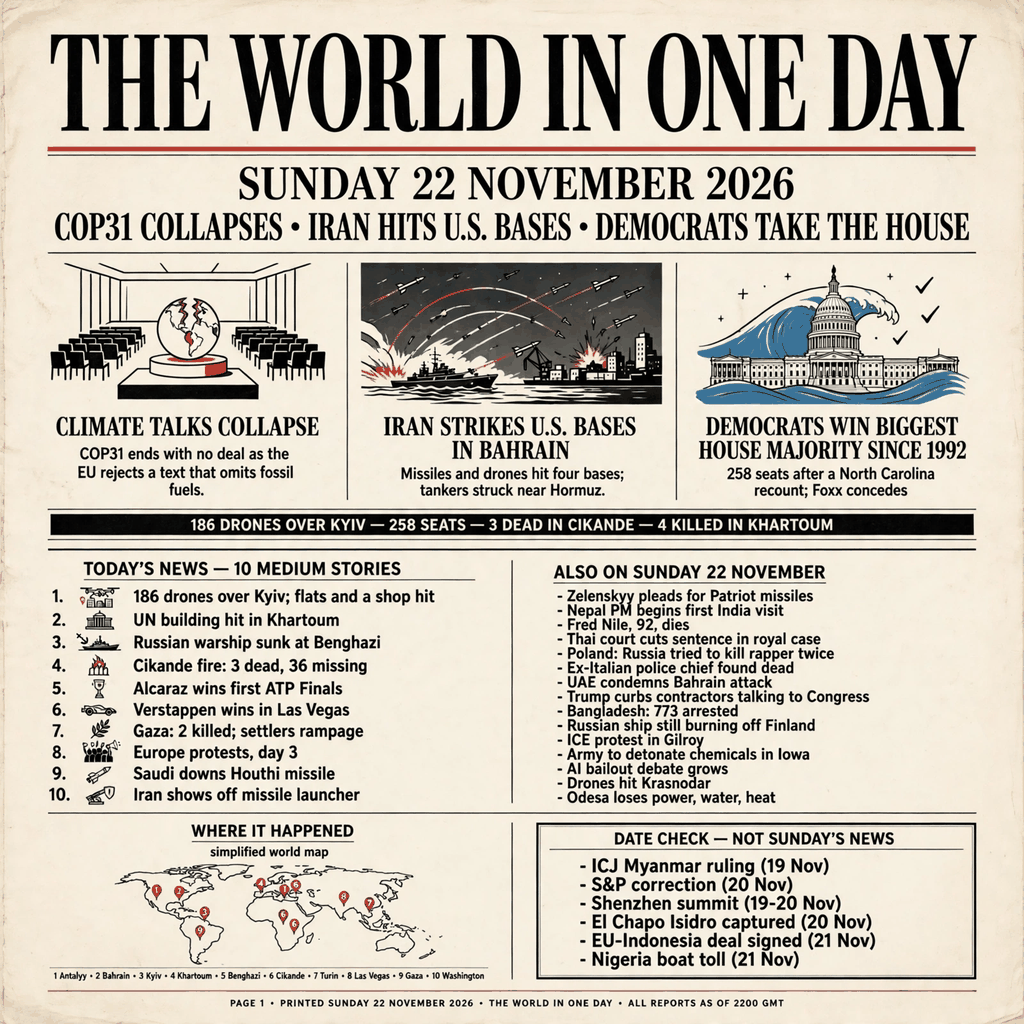 THE WORLD IN ONE DAY
SUNDAY 22 NOVEMBER 2026
COP31 COLLAPSES • IRAN HITS U.S. BASES • DEMOCRATS TAKE THE HOUSE
CLIMATE TALKS COLLAPSE
COP31 ends with no deal as the
EU rejects a text that omits fossil
fuels.
IRAN STRIKES U.S. BASES
IN BAHRAIN
Missiles and drones hit four bases;
tankers struck near Hormuz.
DEMOCRATS WIN BIGGEST
HOUSE MAJORITY SINCE 1992
258 seats after a North Carolina
recount; Foxx concedes
186 DRONES OVER KYIV — 258 SEATS — 3 DEAD IN CIKANDE — 4 KILLED IN KHARTOUM
TODAY'S NEWS — 10 MEDIUM STORIES
1. 186 drones over Kyiv; flats and a shop hit
2. UN building hit in Khartoum
3. Russian warship sunk at Benghazi
4. Cikande fire: 3 dead, 36 missing
5. Alcaraz wins first ATP Finals
6. Verstappen wins in Las Vegas
7. Gaza: 2 killed; settlers rampage
8. Europe protests, day 3
9. Saudi downs Houthi missile
10. Iran shows off missile launcher
ALSO ON SUNDAY 22 NOVEMBER
- Zelenskyy pleads for Patriot missiles
- Nepal PM begins first India visit
- Fred Nile, 92, dies
- Thai court cuts sentence in royal case
- Poland: Russia tried to kill rapper twice
- Ex-Italian police chief found dead
- UAE condemns Bahrain attack
- Trump curbs contractors talking to Congress
- Bangladesh: 773 arrested
- Russian ship still burning off Finland
- ICE protest in Gilroy
- Army to detonate chemicals in Iowa
- AI bailout debate grows
- Drones hit Krasnodar
- Odesa loses power, water, heat
WHERE IT HAPPENED
simplified world map
1 Antalyy • 2 Bahrain • 3 Kyiv • 4 Khartoum • 5 Benghazi • 6 Cikande • 7 Turin • 8 Las Vegas • 9 Gaza • 10 Washington
DATE CHECK — NOT SUNDAY'S NEWS
- ICJ Myanmar ruling (19 Nov)
- S&P correction (20 Nov)
- Shenzhen summit (19-20 Nov)
- El Chapo Isidro captured (20 Nov)
- EU-Indonesia deal signed (21 Nov)
- Nigeria boat toll (21 Nov)
PAGE 1 • PRINTED SUNDAY 22 NOVEMBER 2026 • THE WORLD IN ONE DAY • ALL REPORTS AS OF 2200 GMT